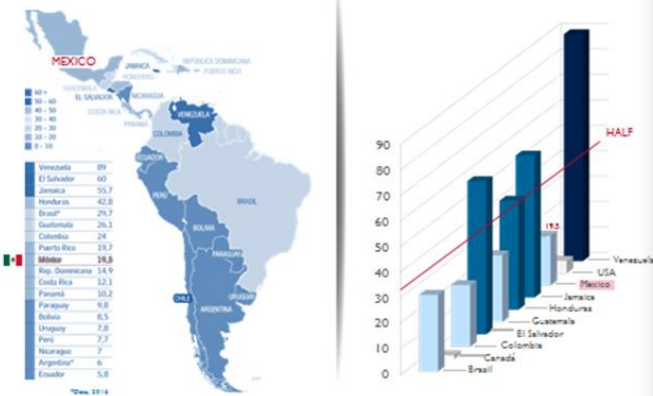 MEXICO
JAMAICA
REPÚBLICA DOMINICANA
PUERTO RICO
HONDURAS
GUATEMALA
EL SALVADOR
NICARAGUA
COSTA RICA
PANAMÁ
VENEZUELA
COLOMBIA
ECUADOR
PERÚ
BRASIL
BOLIVIA
PARAGUAY
CHILE
URUGUAY
ARGENTINA
60 +
50 - 60
40 - 50
30 - 40
20 - 30
10 - 20
0 - 10
Venezuela 89
El Salvador 60
Jamaica 55,7
Honduras 42,8
Brasil* 29,7
Guatemala 26,1
Colombia 24
Puerto Rico 19,7
México 19,5
Rep. Dominicana 14,9
Costa Rica 12,1
Panamá 10,2
Paraguay 9,8
Bolivia 8,5
Uruguay 7,8
Perú 7,7
Nicaragua 7
Argentina* 6
Ecuador 5,8
HALF
90
80
70
60
50
40
30
20
10
0
19.5
Venezuela
USA
Mexico
Jamaica
Honduras
Guatemala
El Salvador
Colombia
Canadá
Brasil